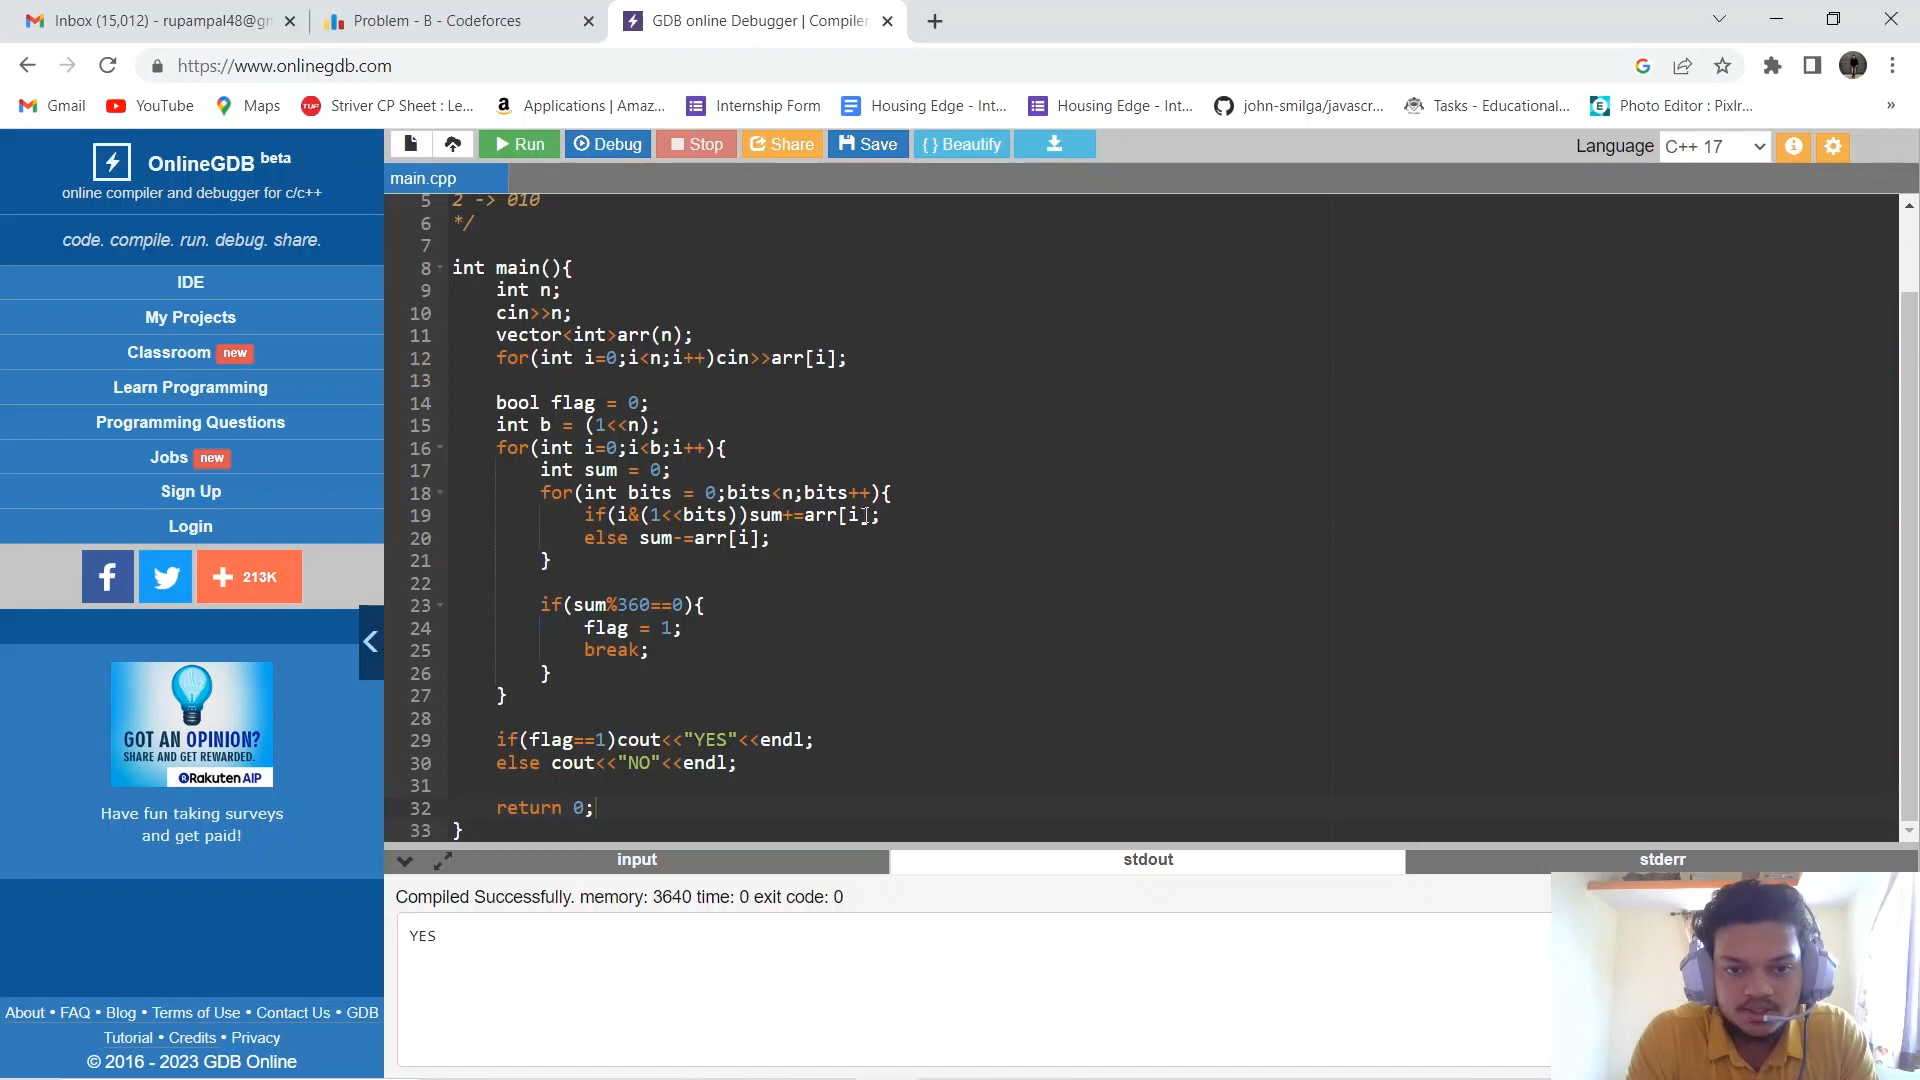 Inbox (15,012) - rupampal48@gm
Problem - B - Codeforces
GDB online Debugger | Compiler
https://www.onlinegdb.com
Gmail
YouTube
Maps
TUF
Striver CP Sheet : Le...
Applications | Amaz...
Internship Form
Housing Edge - Int...
Housing Edge - Int...
john-smilga/javascr...
Tasks - Educational...
Photo Editor : Pixlr...
»
OnlineGDB beta
online compiler and debugger for c/c++
code. compile. run. debug. share.
IDE
My Projects
Classroom new
Learn Programming
Programming Questions
Jobs new
Sign Up
Login
+ 213K
GOT AN OPINION?
SHARE AND GET REWARDED.
Rakuten AIP
Have fun taking surveys
and get paid!
About • FAQ • Blog • Terms of Use • Contact Us • GDB
Tutorial • Credits • Privacy
© 2016 - 2023 GDB Online
Run Debug Stop Share Save { } Beautify
Language C++ 17
main.cpp
5 2 -> 010
6 */
7
8 int main(){
9 int n;
10 cin>>n;
11 vector<int>arr(n);
12 for(int i=0;i<n;i++)cin>>arr[i];
13
14 bool flag = 0;
15 int b = (1<<n);
16 for(int i=0;i<b;i++){
17 int sum = 0;
18 for(int bits = 0;bits<n;bits++){
19 if(i&(1<<bits))sum+=arr[i];
20 else sum-=arr[i];
21 }
22
23 if(sum%360==0){
24 flag = 1;
25 break;
26 }
27 }
28
29 if(flag==1)cout<<"YES"<<endl;
30 else cout<<"NO"<<endl;
31
32 return 0;
33 }
input
stdout
stderr
Compiled Successfully. memory: 3640 time: 0 exit code: 0
YES